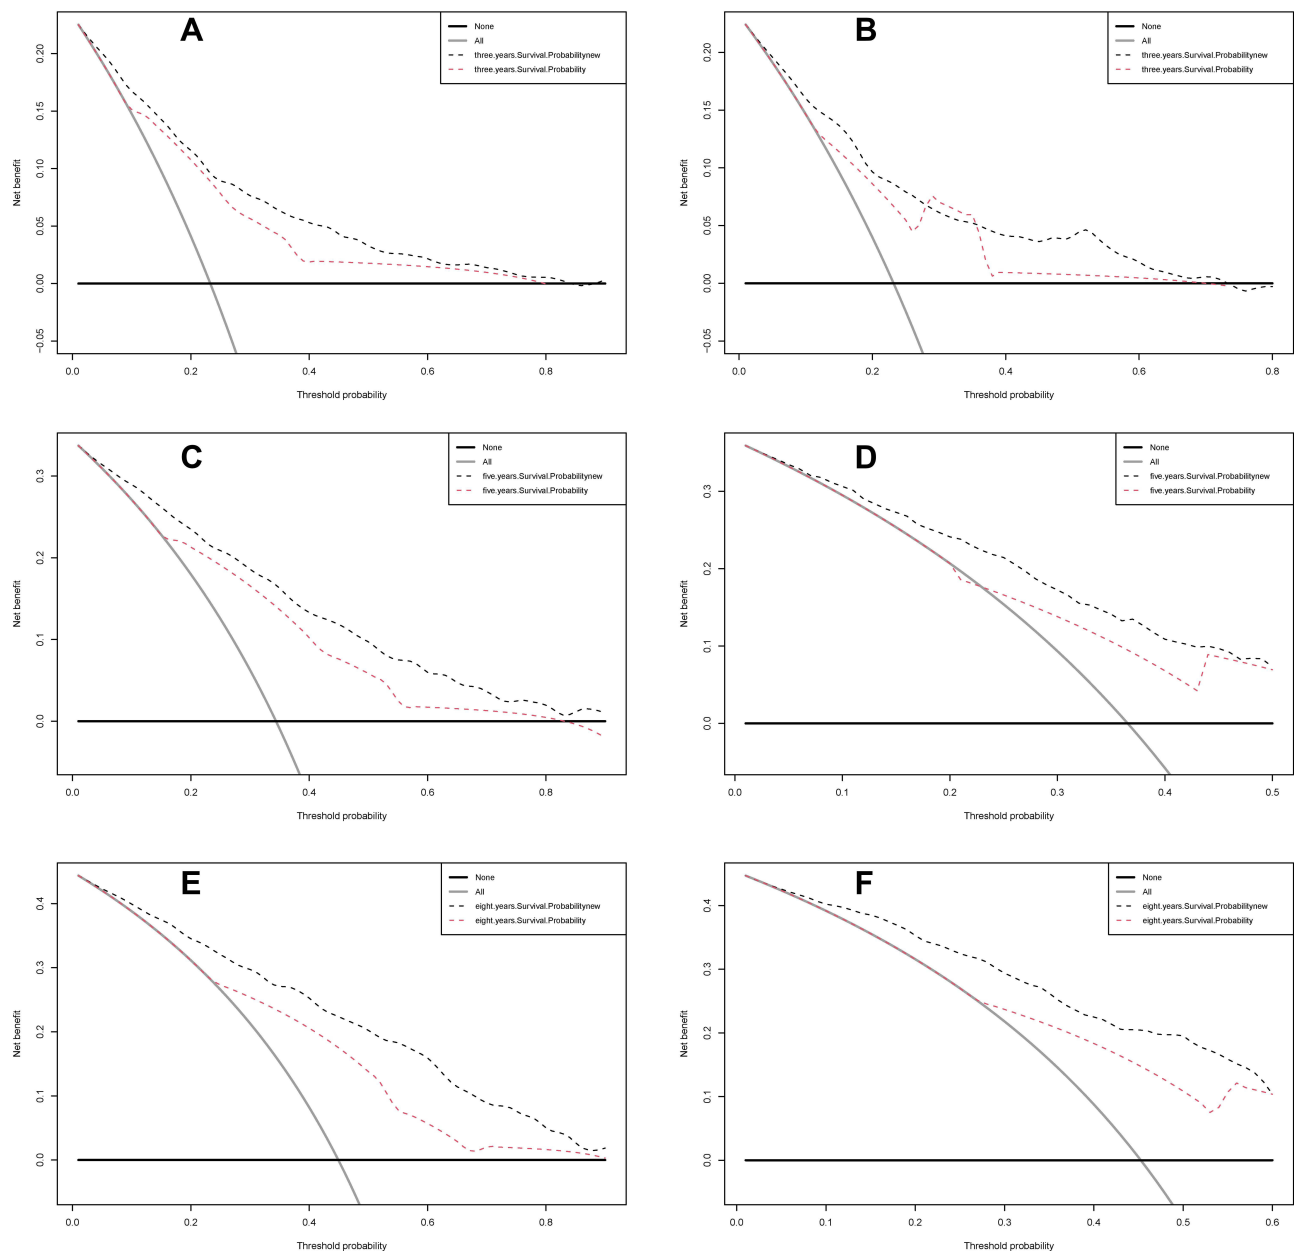 A
None
All
three.years.Survival.Probabilitynew
three.years.Survival.Probability
Net benefit
0.20
0.15
0.10
0.05
0.00
−0.05
0.0 0.2 0.4 0.6 0.8
Threshold probability
B
None
All
three.years.Survival.Probabilitynew
three.years.Survival.Probability
Net benefit
0.20
0.15
0.10
0.05
0.00
−0.05
0.0 0.2 0.4 0.6 0.8
Threshold probability
C
None
All
five.years.Survival.Probabilitynew
five.years.Survival.Probability
Net benefit
0.3
0.2
0.1
0.0
0.0 0.2 0.4 0.6 0.8
Threshold probability
D
None
All
five.years.Survival.Probabilitynew
five.years.Survival.Probability
Net benefit
0.3
0.2
0.1
0.0
0.0 0.1 0.2 0.3 0.4 0.5
Threshold probability
E
None
All
eight.years.Survival.Probabilitynew
eight.years.Survival.Probability
Net benefit
0.4
0.3
0.2
0.1
0.0
0.0 0.2 0.4 0.6 0.8
Threshold probability
F
None
All
eight.years.Survival.Probabilitynew
eight.years.Survival.Probability
Net benefit
0.4
0.3
0.2
0.1
0.0
0.0 0.1 0.2 0.3 0.4 0.5 0.6
Threshold probability